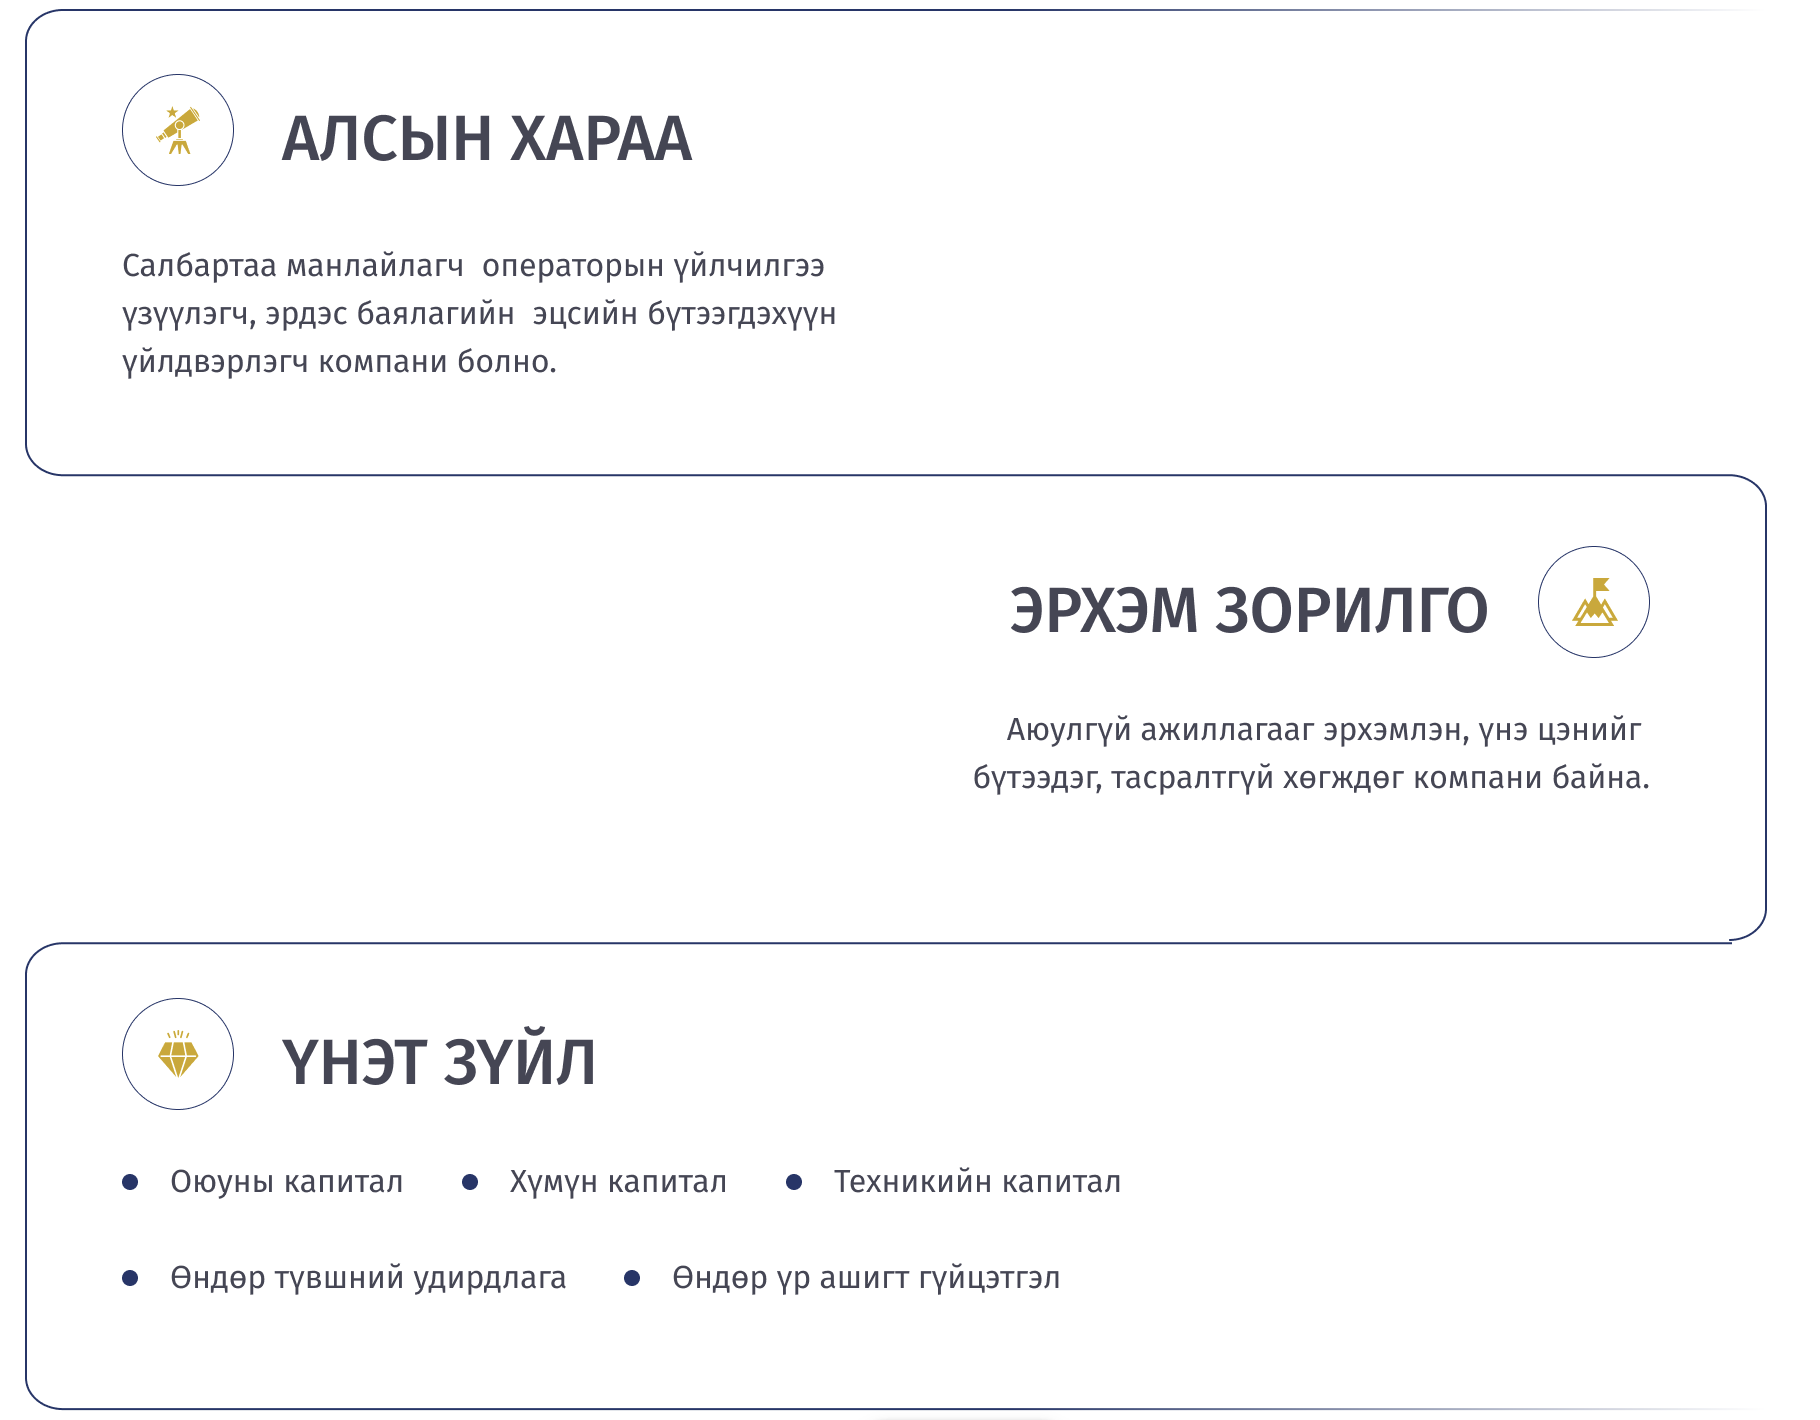 АЛСЫН ХАРАА
Салбартаа манлайлагч  операторын үйлчилгээ
үзүүлэгч, эрдэс баялагийн  эцсийн бүтээгдэхүүн
үйлдвэрлэгч компани болно.
ЭРХЭМ ЗОРИЛГО
Аюулгүй ажиллагааг эрхэмлэн, үнэ цэнийг
бүтээдэг, тасралтгүй хөгждөг компани байна.
ҮНЭТ ЗҮЙЛ
Оюуны капитал
Хүмүн капитал
Техникийн капитал
Өндөр түвшний удирдлага
Өндөр үр ашигт гүйцэтгэл